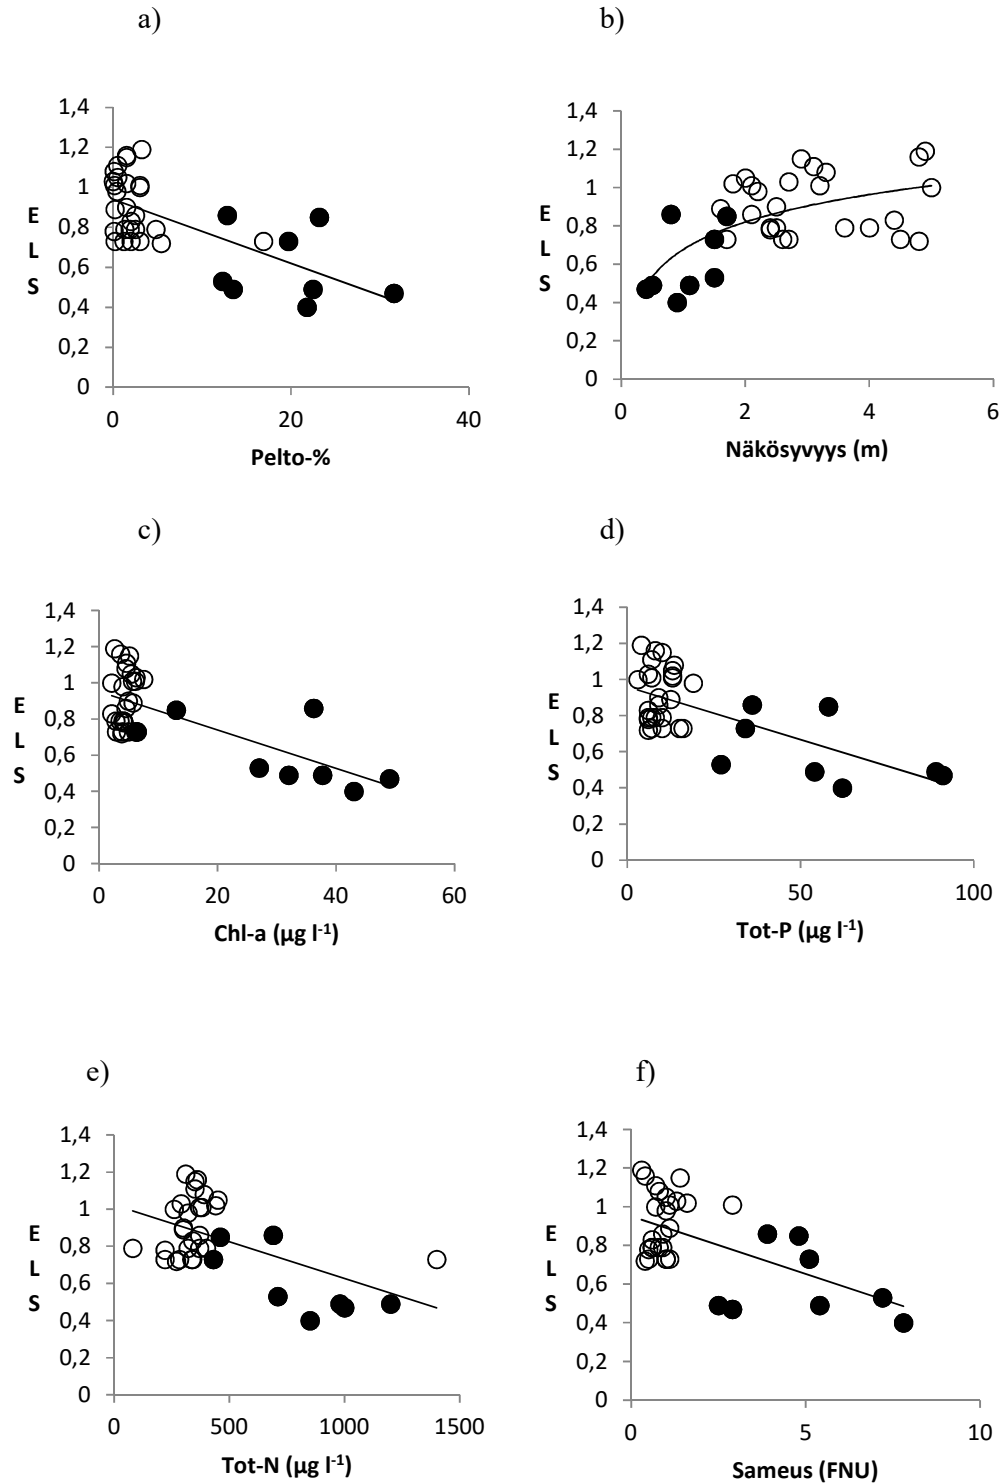 a)
1,4
1,2
1
0,8
0,6
0,4
0,2
0
E
L
S
0 20 40
Pelto-%
b)
1,4
1,2
1
0,8
0,6
0,4
0,2
0
E
L
S
0 2 4 6
Näkösyvyys (m)
c)
1,4
1,2
1
0,8
0,6
0,4
0,2
0
E
L
S
0 20 40 60
Chl-a (µg l⁻¹)
d)
1,4
1,2
1
0,8
0,6
0,4
0,2
0
E
L
S
0 50 100
Tot-P (µg l⁻¹)
e)
1,4
1,2
1
0,8
0,6
0,4
0,2
0
E
L
S
0 500 1000 1500
Tot-N (µg l⁻¹)
f)
1,4
1,2
1
0,8
0,6
0,4
0,2
0
E
L
S
0 5 10
Sameus (FNU)